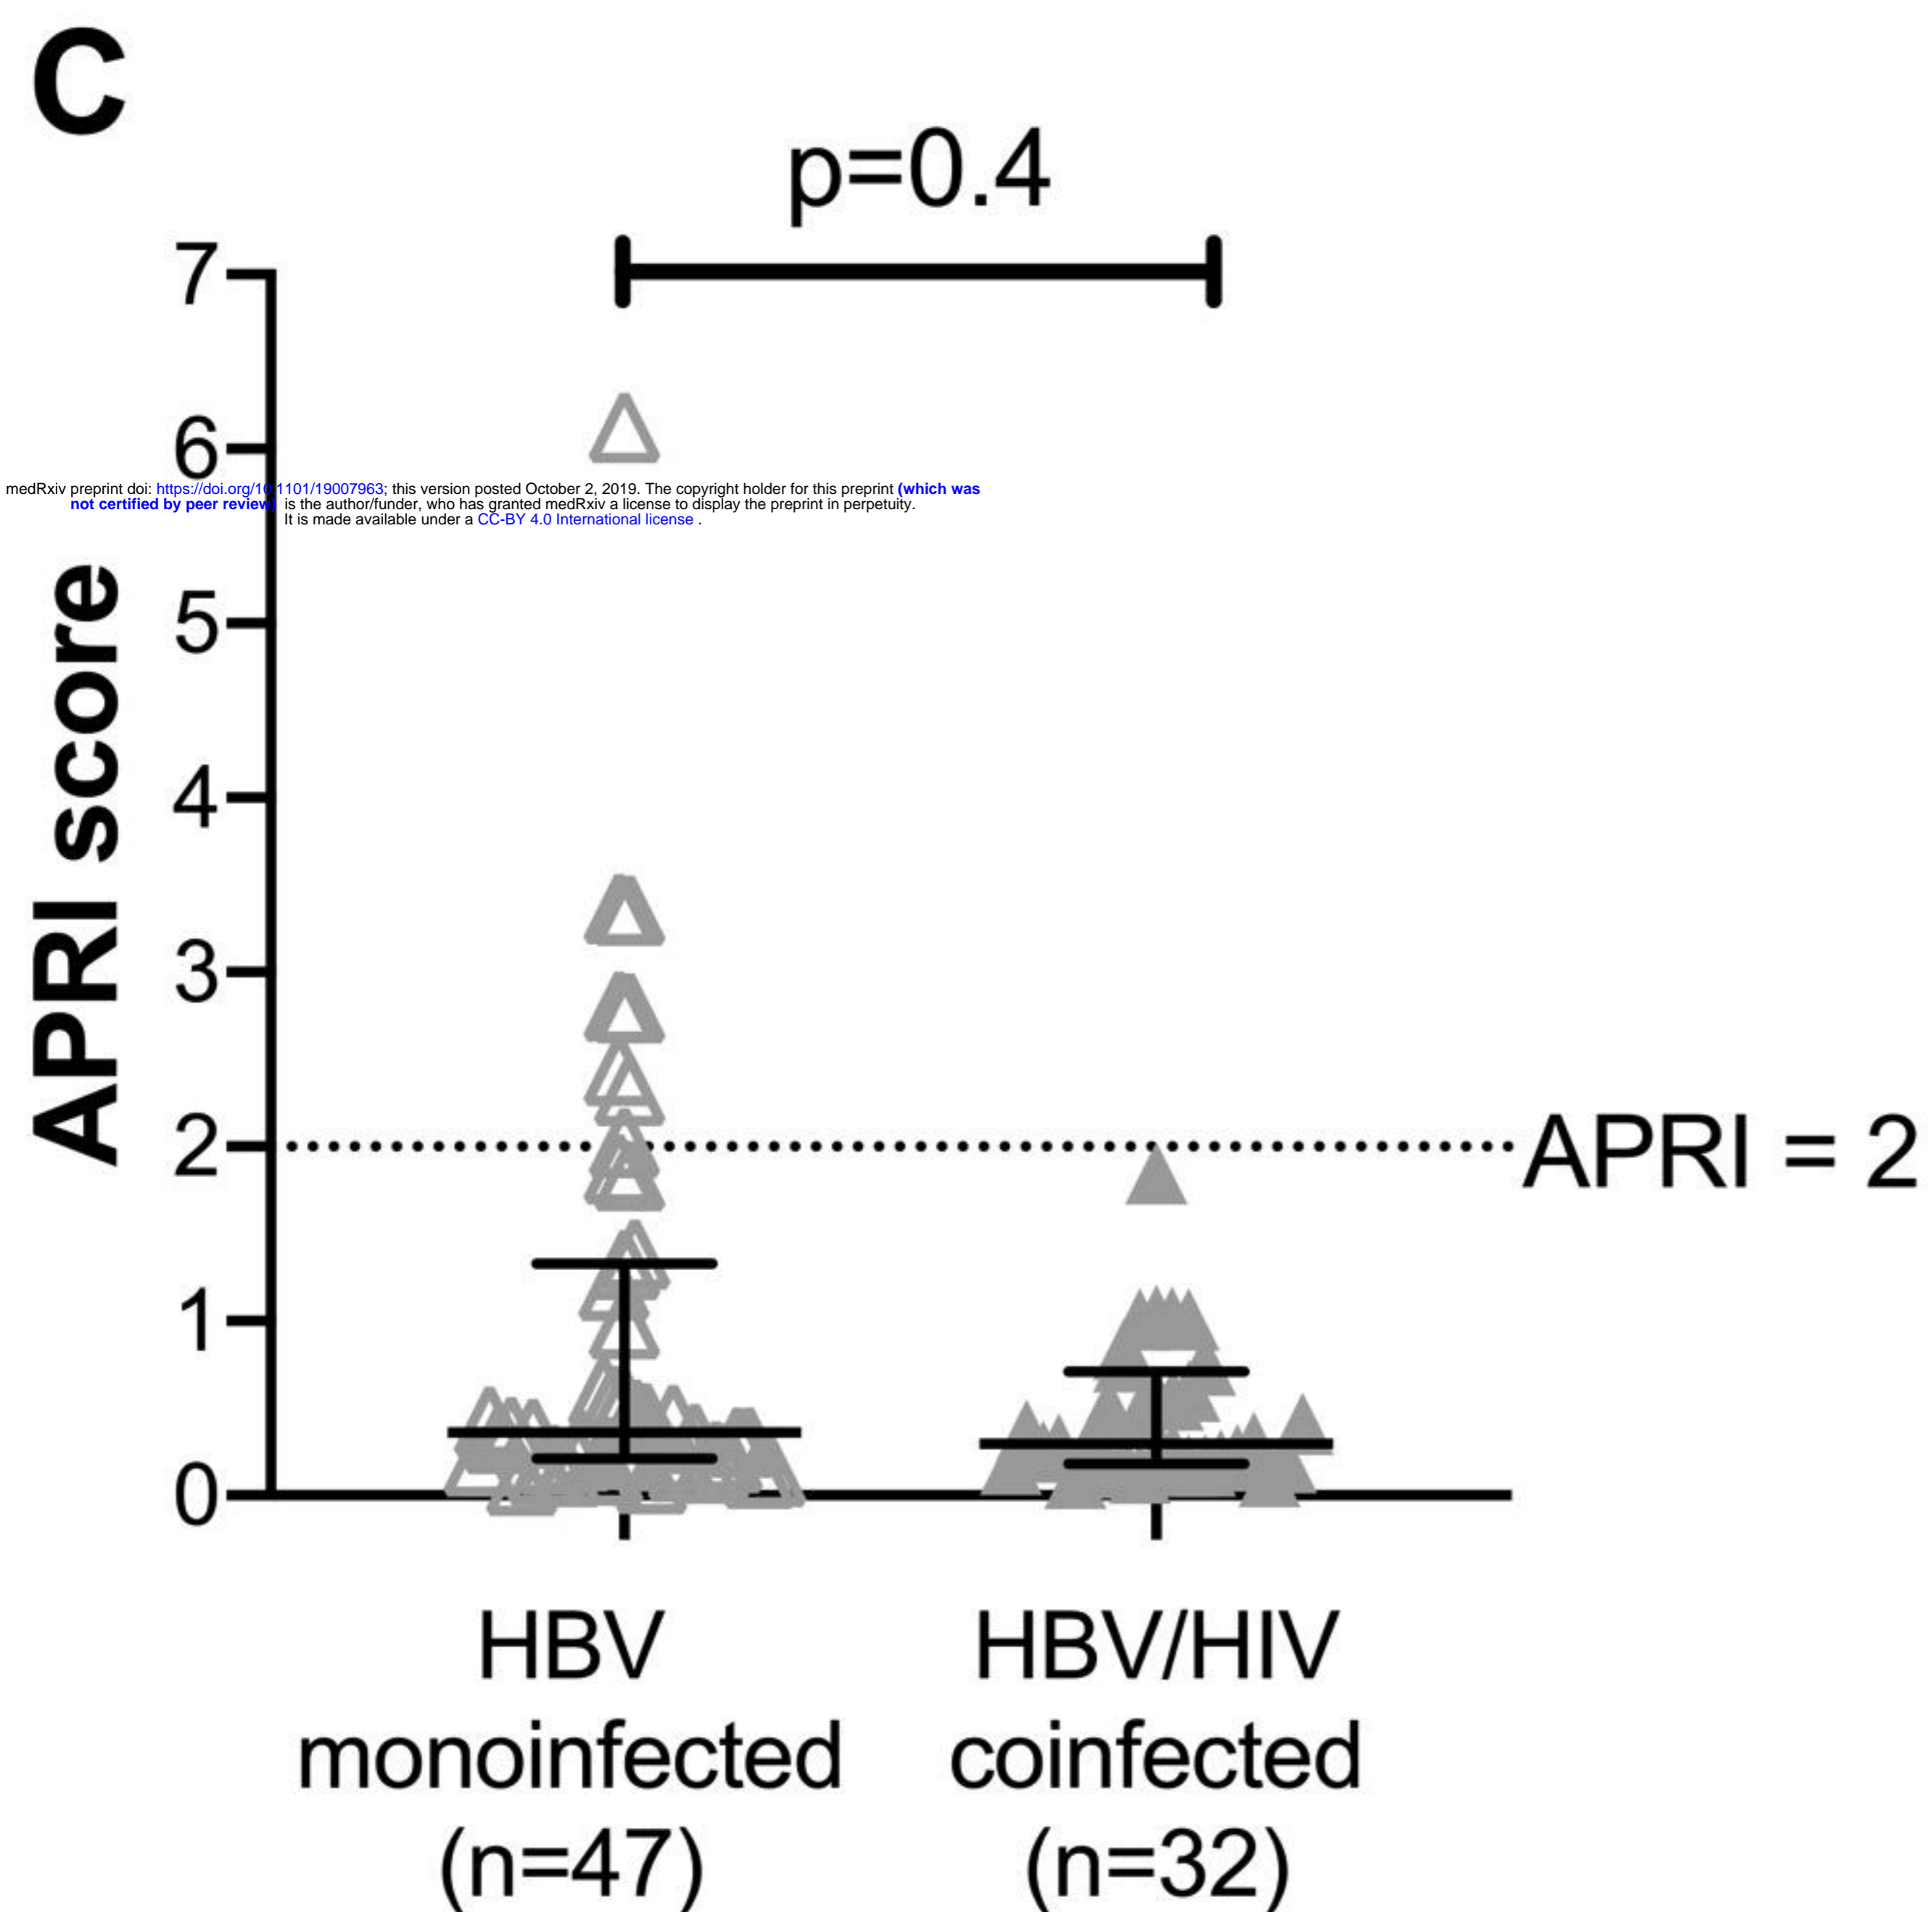 C
p=0.4
7
6
medRxiv preprint doi: https://doi.org/10.1101/19007963; this version posted October 2, 2019. The copyright holder for this preprint (which was
not certified by peer review) is the author/funder, who has granted medRxiv a license to display the preprint in perpetuity.
It is made available under a CC-BY 4.0 International license .
5
4
3
2
1
0
APRI score
APRI = 2
HBV
monoinfected
(n=47)
HBV/HIV
coinfected
(n=32)